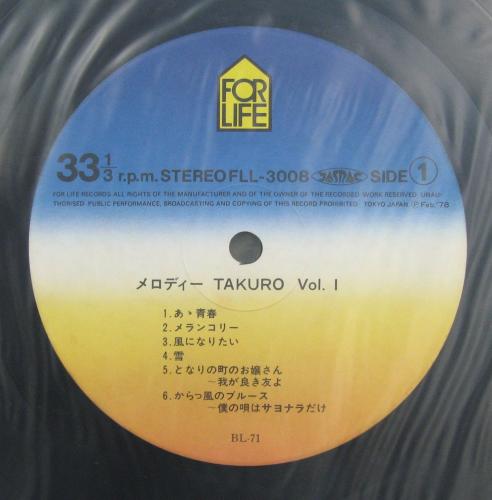 FOR
LIFE
33 1/3 r.p.m. STEREO FLL-3008 JASRAC SIDE 1
FOR LIFE RECORDS ALL RIGHTS OF THE MANUFACTURER AND OF THE OWNER OF THE RECORDED WORK RESERVED UNAU-
THORISED PUBLIC PERFORMANCE, BROADCASTING AND COPYING OF THIS RECORD PROHIBITED TOKYO JAPAN Ⓟ Feb,'78
メロディー TAKURO Vol. I
1.あゝ青春
2.メランコリー
3.風になりたい
4.雪
5.となりの町のお嬢さん
~我が良き友よ
6.からっ風のブルース
~僕の唄はサヨナラだけ
BL-71